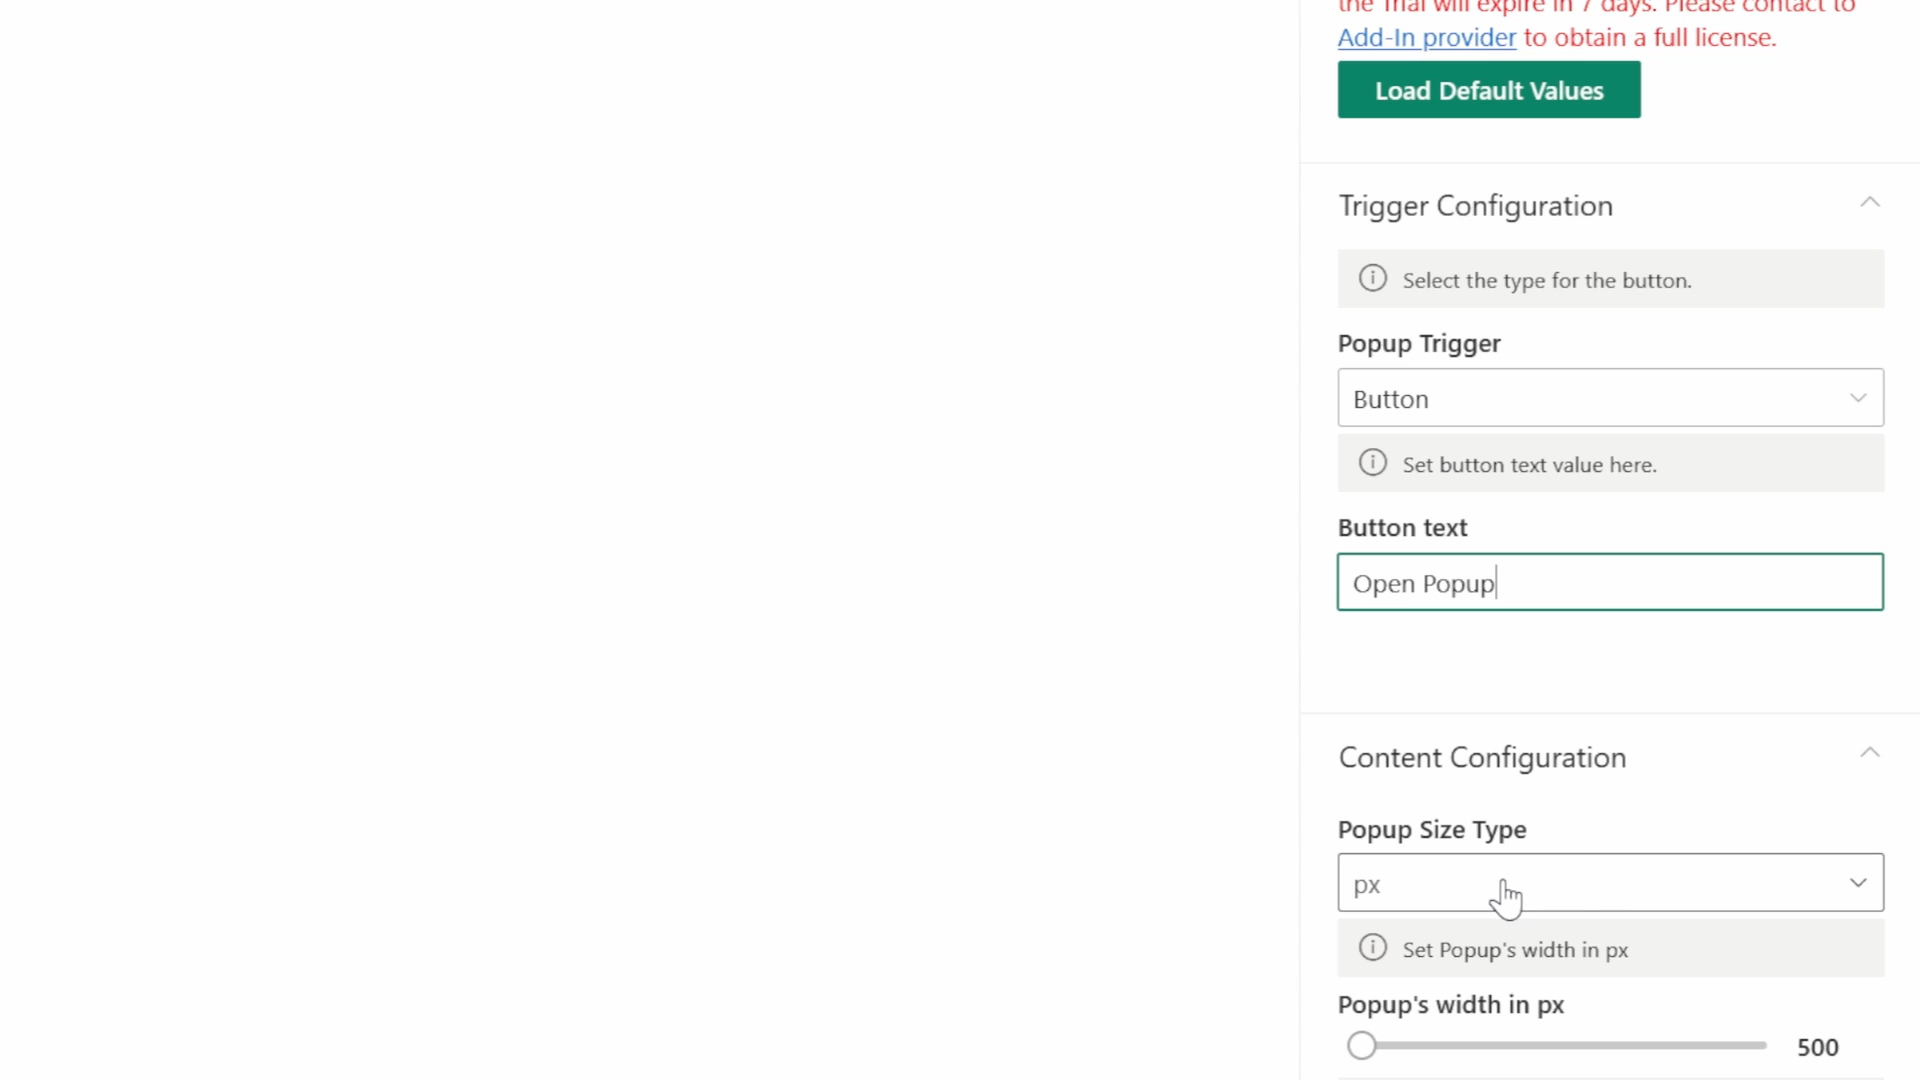 the Trial will expire in 7 days. Please contact to
Add-In provider to obtain a full license.
Load Default Values
Trigger Configuration
Select the type for the button.
Popup Trigger
Button
Set button text value here.
Button text
Open Popup
Content Configuration
Popup Size Type
px
Set Popup's width in px
Popup's width in px
500